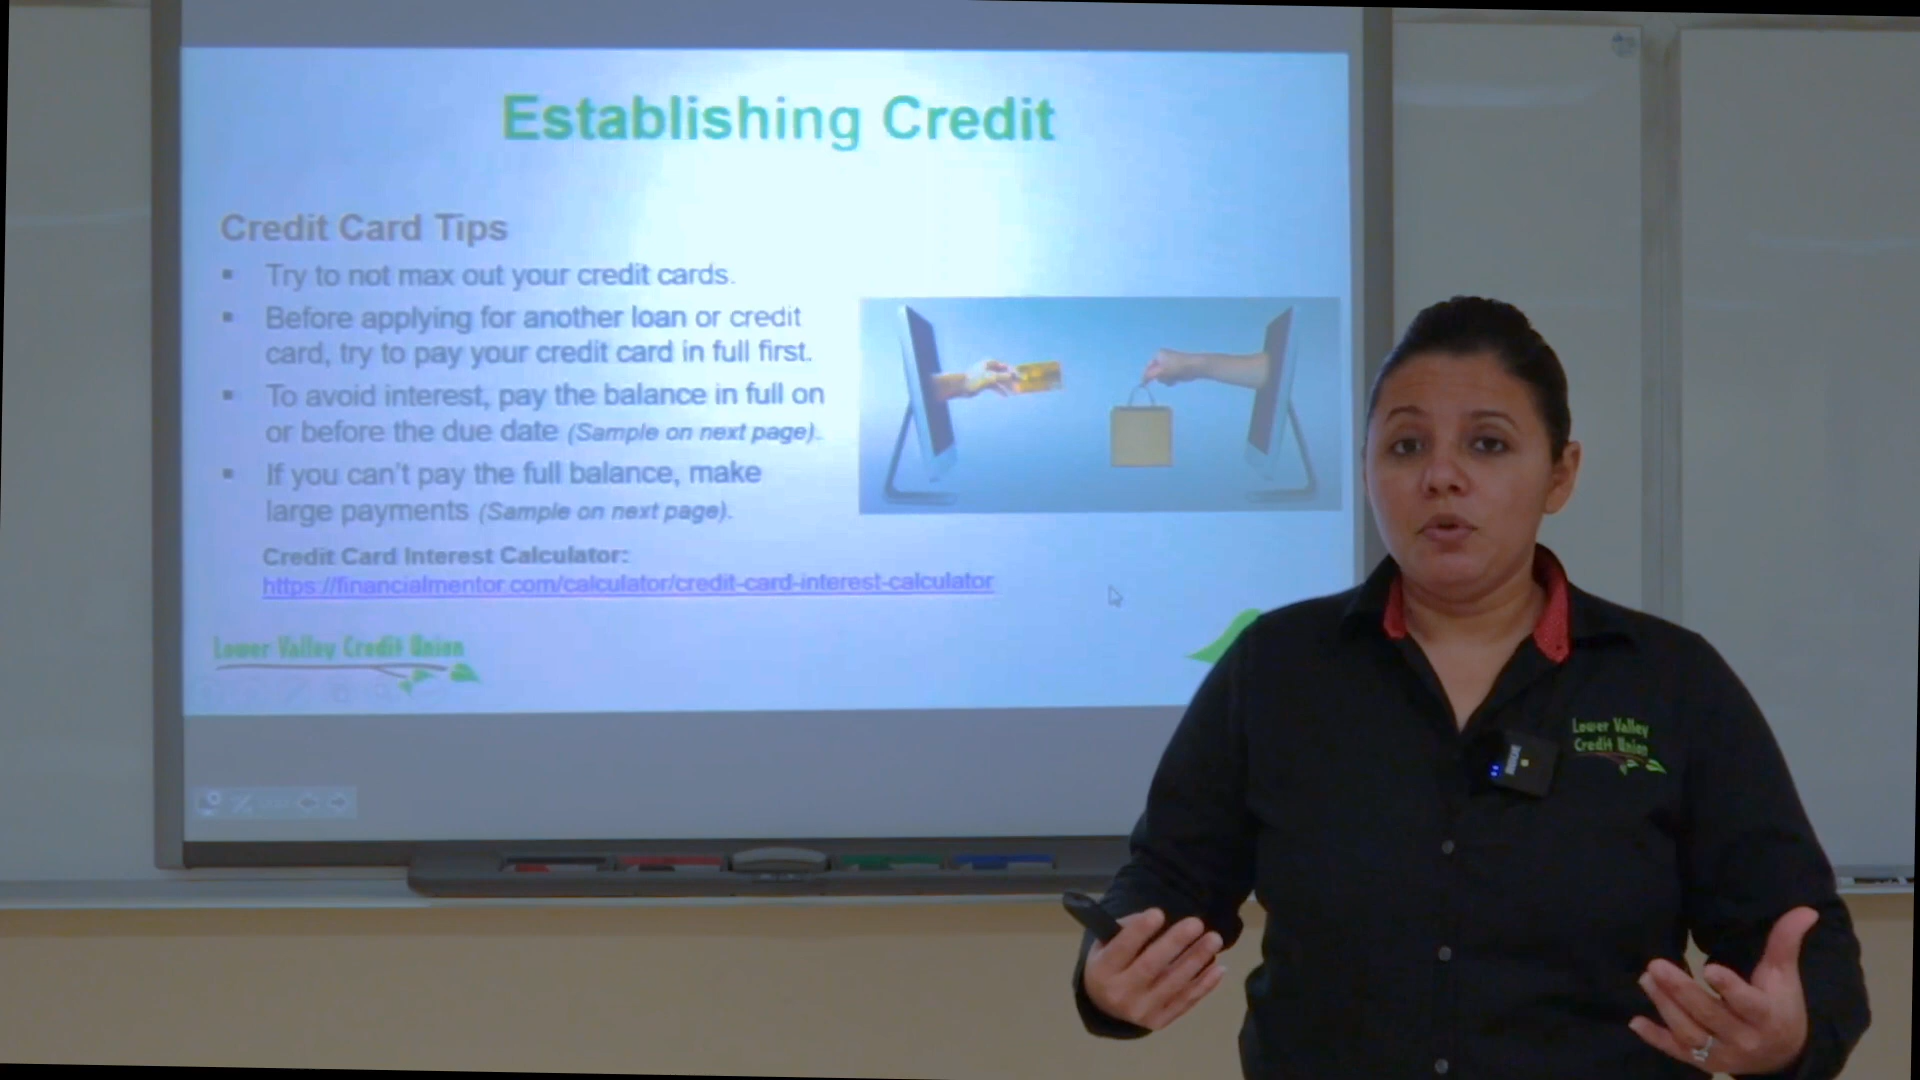 Establishing Credit
Credit Card Tips
Try to not max out your credit cards.
Before applying for another loan or credit
card, try to pay your credit card in full first.
To avoid interest, pay the balance in full on
or before the due date (Sample on next page).
If you can't pay the full balance, make
large payments (Sample on next page).
Credit Card Interest Calculator:
https://financialmentor.com/calculator/credit-card-interest-calculator
Lower Valley Credit Union
Lower Valley
Credit Union
RØDE